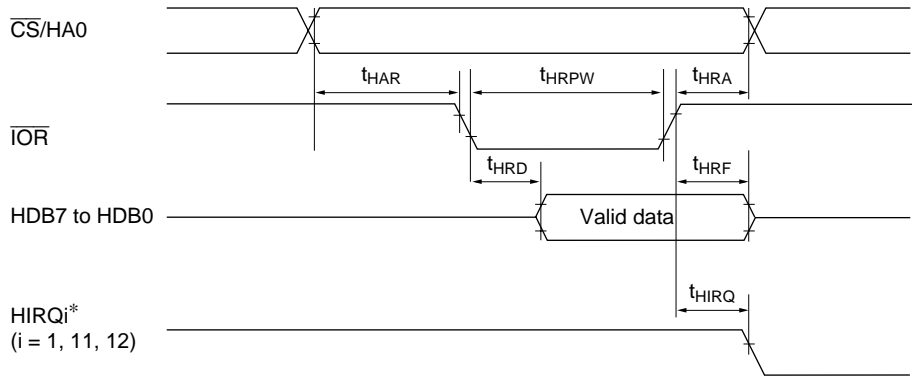 CS/HA0
tHAR
tHRPW
tHRA
IOR
tHRD
tHRF
HDB7 to HDB0
Valid data
tHIRQ
HIRQi*
(i = 1, 11, 12)